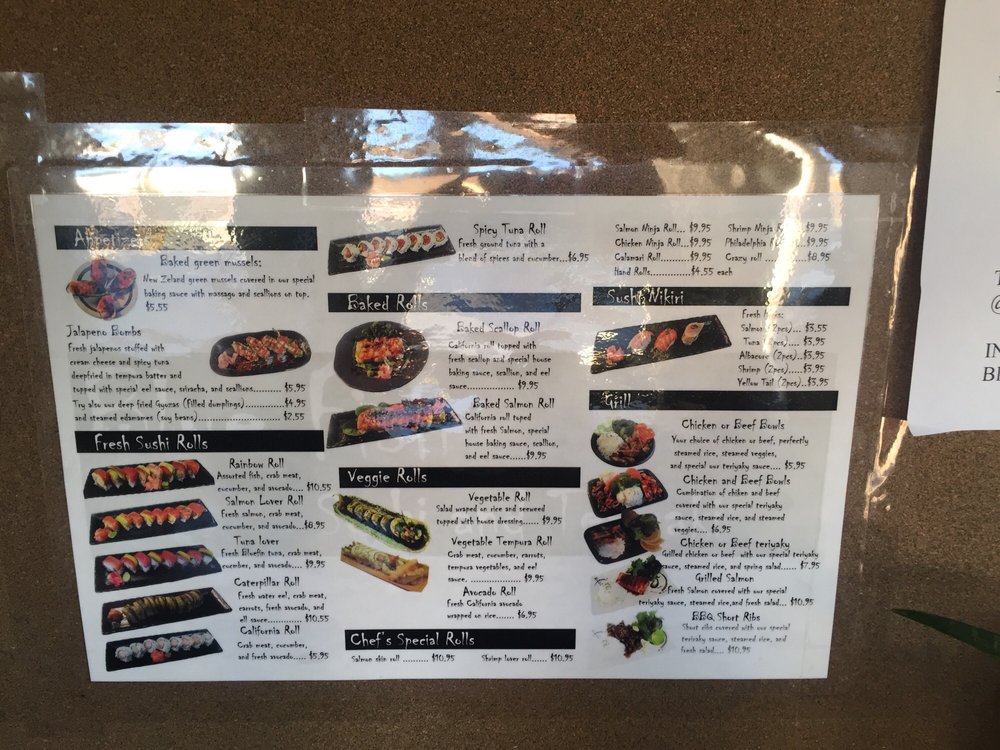 Appetizers
Baked green mussels:
New Zeland green mussels covered in our special
baking sauce with massago and scallions on top.
$5.55
Jalapeno Bombs
Fresh jalapenos stuffed with
cream cheese and spicy tuna
deepfried in tempura batter and
topped with special eel sauce, sriracha, and scallions.......... $5.95
Try also our deep fried Gyozas (filled dumplings)............$4.95
and steamed edamames (soy beans)................$2.55
Fresh Sushi Rolls
Rainbow Roll
Assorted fish, crab meat,
cucumber, and avocado.... $10.55
Salmon Lover Roll
Fresh salmon, crab meat,
cucumber, and avocado...$8.95
Tuna lover
Fresh Bluefin tuna, crab meat,
cucumber, and avocado.... $9.95
Caterpillar Roll
Fresh water eel, crab meat,
carrots, fresh avocado, and
ell sauce............. $10.55
California Roll
Crab meat, cucumber,
and fresh avocado..... $5.95
Spicy Tuna Roll
Fresh ground tuna with a
blend of spices and cucumber...$6.95
Baked Rolls
Baked Scallop Roll
California roll topped with
fresh scallop and special house
baking sauce, scallion, and eel
sauce................. $9.95
Baked Salmon Roll
California roll toped
with fresh Salmon, special
house baking sauce, scallion,
and eel sauce......$9.95
Veggie Rolls
Vegetable Roll
Salad wraped on rice and seeweed
topped with house dressing...... $9.95
Vegetable Tempura Roll
Crab meat, cucumber, carrots,
tempura vegetables, and eel
sauce. .................... $9.95
Avocado Roll
Fresh California avocado
wrapped on rice....... $6.95
Chef's Special Rolls
Salmon skin roll .......... $10.95 Shrimp lover roll...... $10.95
Salmon Ninja Roll... $9.95 Shrimp Ninja $9.95
Chicken Ninja Roll...$9.95 Philadelphia $9.95
Calamari Roll..........$9.95 Crazy roll $8.95
Hand Rolls...............$4.55 each
Sushi Nikiri
Fresh
Salmon (2pcs)... $3.55
Tuna $3.95
Albacore (2pcs)..$3.95
Shrimp (2pcs).....$3.95
Yellow Tail (2pcs)..$3.95
Grill
Chicken or Beef Bowls
Your choice of chicken or beef, perfectly
steamed rice, steamed veggies,
and special our teriyaky sauce.... $5.95
Chicken and Beef Bowls
Combination of chiken and beef
covered with our special teriyaky
sauce, steamed rice, and steamed
veggies.... $6.95
Chicken or Beef teriyaky
Grilled chicken or beef with our special teriyaky
sauce, steamed rice, and spring salad...... $7.95
Grilled Salmon
Fresh Salmon covered with our special
teriyaky sauce, steamed rice,and fresh salad... $10.95
BBQ Short Ribs
Short ribs covered with our special
teriyaky sauce, steamed rice, and
fresh salad.... $10.95